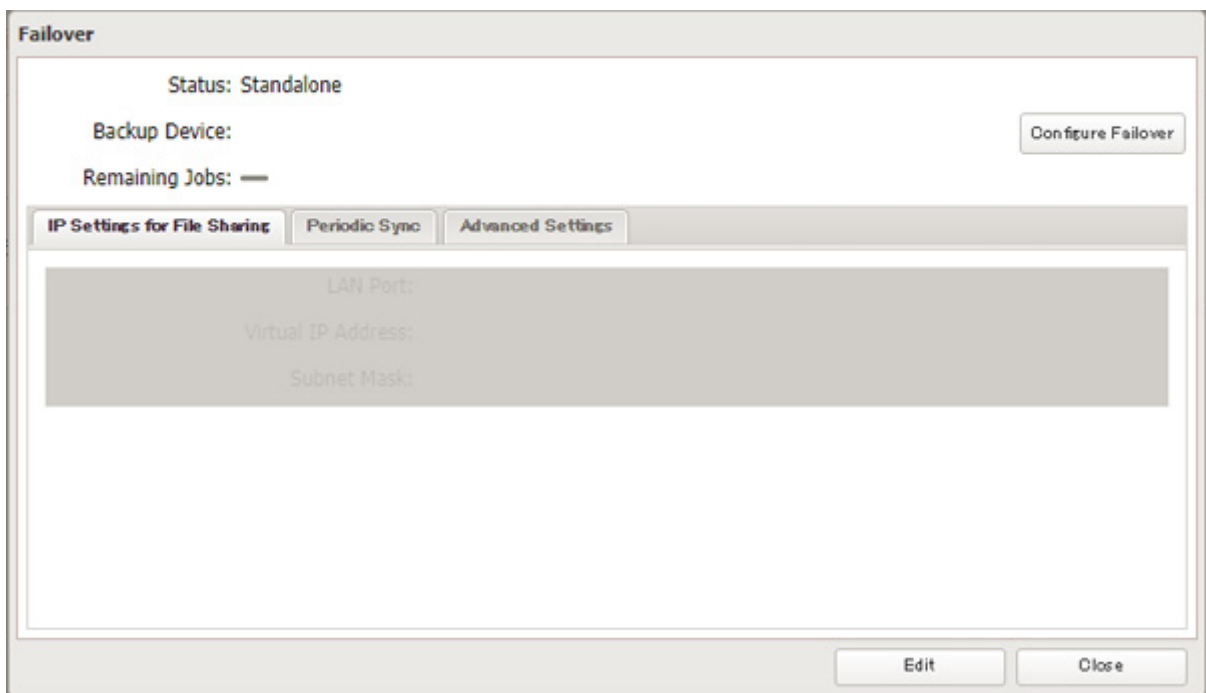 Failover
Status: Standalone
Backup Device:
Configure Failover
Remaining Jobs: —
IP Settings for File Sharing Periodic Sync Advanced Settings
LAN Port:
Virtual IP Address:
Subnet Mask:
Edit Close